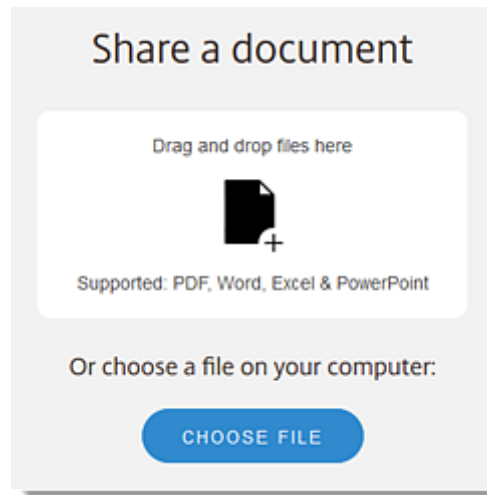 Share a document
Drag and drop files here
Supported: PDF, Word, Excel & PowerPoint
Or choose a file on your computer:
CHOOSE FILE